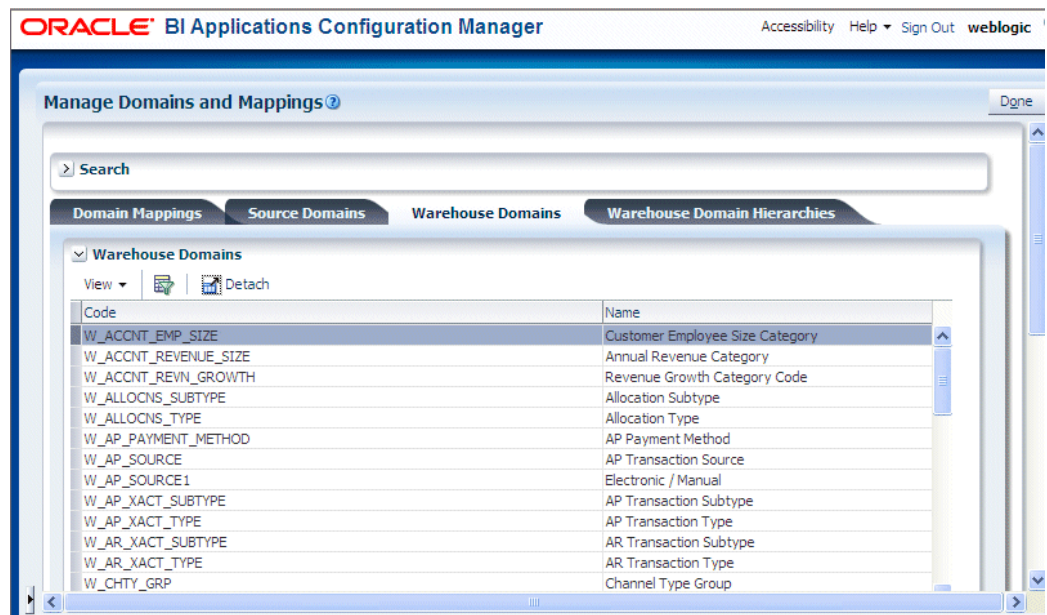 ORACLE BI Applications Configuration Manager
Accessibility Help Sign Out weblogic
Manage Domains and Mappings
Done
Search
Domain Mappings Source Domains Warehouse Domains Warehouse Domain Hierarchies
Warehouse Domains
View Detach
Code Name
W_ACCNT_EMP_SIZE Customer Employee Size Category
W_ACCNT_REVENUE_SIZE Annual Revenue Category
W_ACCNT_REVN_GROWTH Revenue Growth Category Code
W_ALLOCNS_SUBTYPE Allocation Subtype
W_ALLOCNS_TYPE Allocation Type
W_AP_PAYMENT_METHOD AP Payment Method
W_AP_SOURCE AP Transaction Source
W_AP_SOURCE1 Electronic / Manual
W_AP_XACT_SUBTYPE AP Transaction Subtype
W_AP_XACT_TYPE AP Transaction Type
W_AR_XACT_SUBTYPE AR Transaction Subtype
W_AR_XACT_TYPE AR Transaction Type
W_CHTY_GRP Channel Type Group